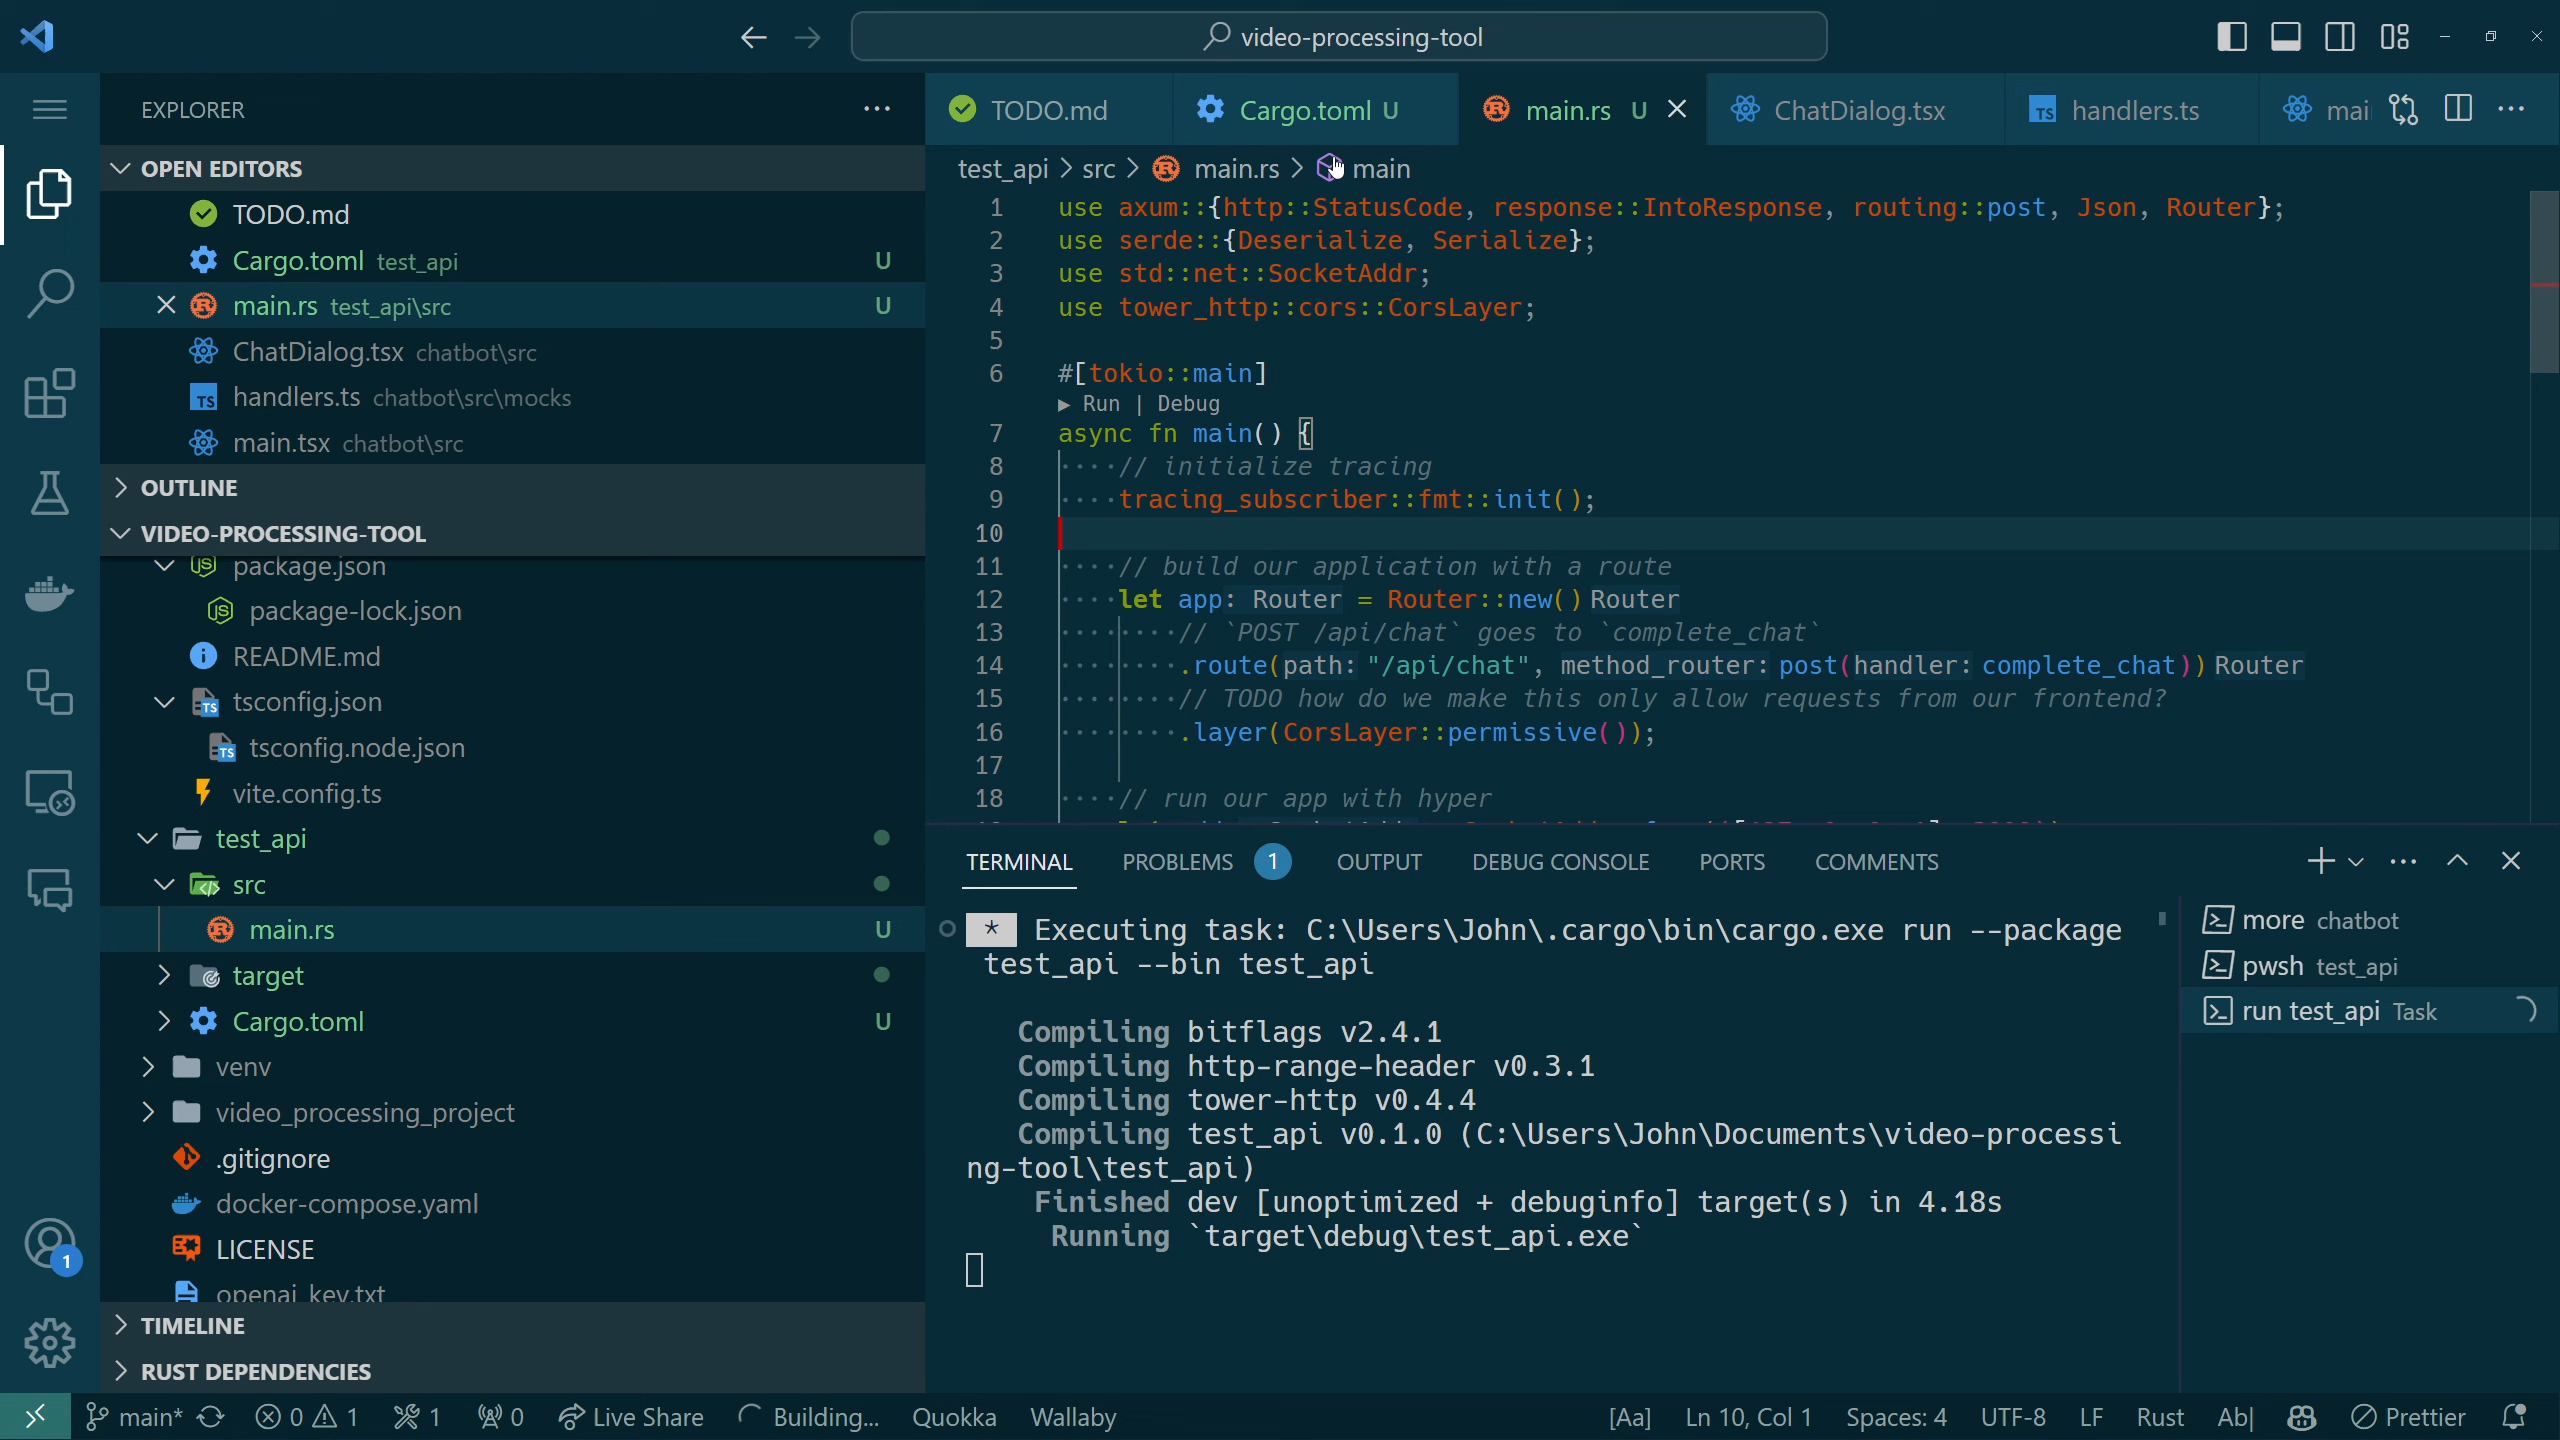 video-processing-tool
EXPLORER
OPEN EDITORS
TODO.md
Cargo.toml test_api U
main.rs test_api\src U
ChatDialog.tsx chatbot\src
handlers.ts chatbot\src\mocks
main.tsx chatbot\src
OUTLINE
VIDEO-PROCESSING-TOOL
package.json
package-lock.json
README.md
tsconfig.json
tsconfig.node.json
vite.config.ts
test_api
src
main.rs U
target
Cargo.toml U
venv
video_processing_project
.gitignore
docker-compose.yaml
LICENSE
openai_key.txt
TIMELINE
RUST DEPENDENCIES
1
TODO.md Cargo.toml U main.rs U ChatDialog.tsx handlers.ts mai
test_api > src > main.rs > main
1 use axum::{http::StatusCode, response::IntoResponse, routing::post, Json, Router};
2 use serde::{Deserialize, Serialize};
3 use std::net::SocketAddr;
4 use tower_http::cors::CorsLayer;
5
6 #[tokio::main]
▶ Run | Debug
7 async fn main() {
8 ····// initialize tracing
9 ····tracing_subscriber::fmt::init();
10
11 ····// build our application with a route
12 ····let app: Router = Router::new() Router
13 ········// `POST /api/chat` goes to `complete_chat`
14 ········.route(path: "/api/chat", method_router: post(handler: complete_chat)) Router
15 ········// TODO how do we make this only allow requests from our frontend?
16 ········.layer(CorsLayer::permissive());
17
18 ····// run our app with hyper
TERMINAL PROBLEMS 1 OUTPUT DEBUG CONSOLE PORTS COMMENTS
* Executing task: C:\Users\John\.cargo\bin\cargo.exe run --package
test_api --bin test_api
Compiling bitflags v2.4.1
Compiling http-range-header v0.3.1
Compiling tower-http v0.4.4
Compiling test_api v0.1.0 (C:\Users\John\Documents\video-processi
ng-tool\test_api)
Finished dev [unoptimized + debuginfo] target(s) in 4.18s
Running `target\debug\test_api.exe`
more chatbot
pwsh test_api
run test_api Task
main* 0 1 1 0 Live Share Building... Quokka Wallaby [Aa] Ln 10, Col 1 Spaces: 4 UTF-8 LF Rust Ab| Prettier